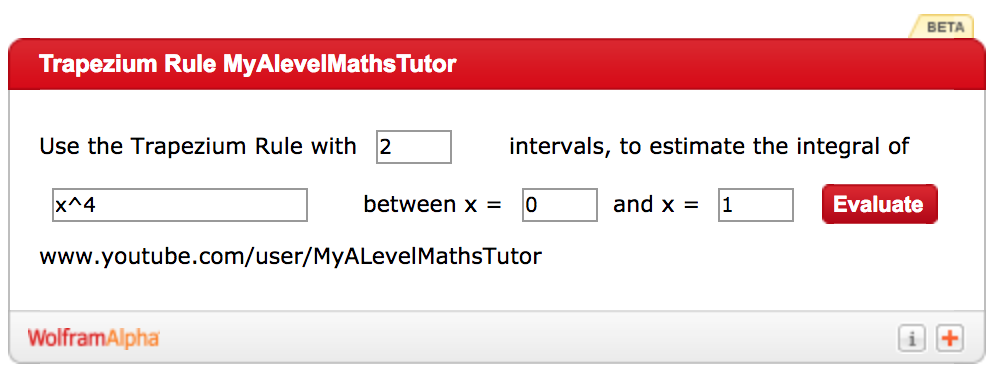 BETA
Trapezium Rule MyAlevelMathsTutor
Use the Trapezium Rule with 2 intervals, to estimate the integral of
x^4 between x = 0 and x = 1 Evaluate
www.youtube.com/user/MyALevelMathsTutor
WolframAlpha i +